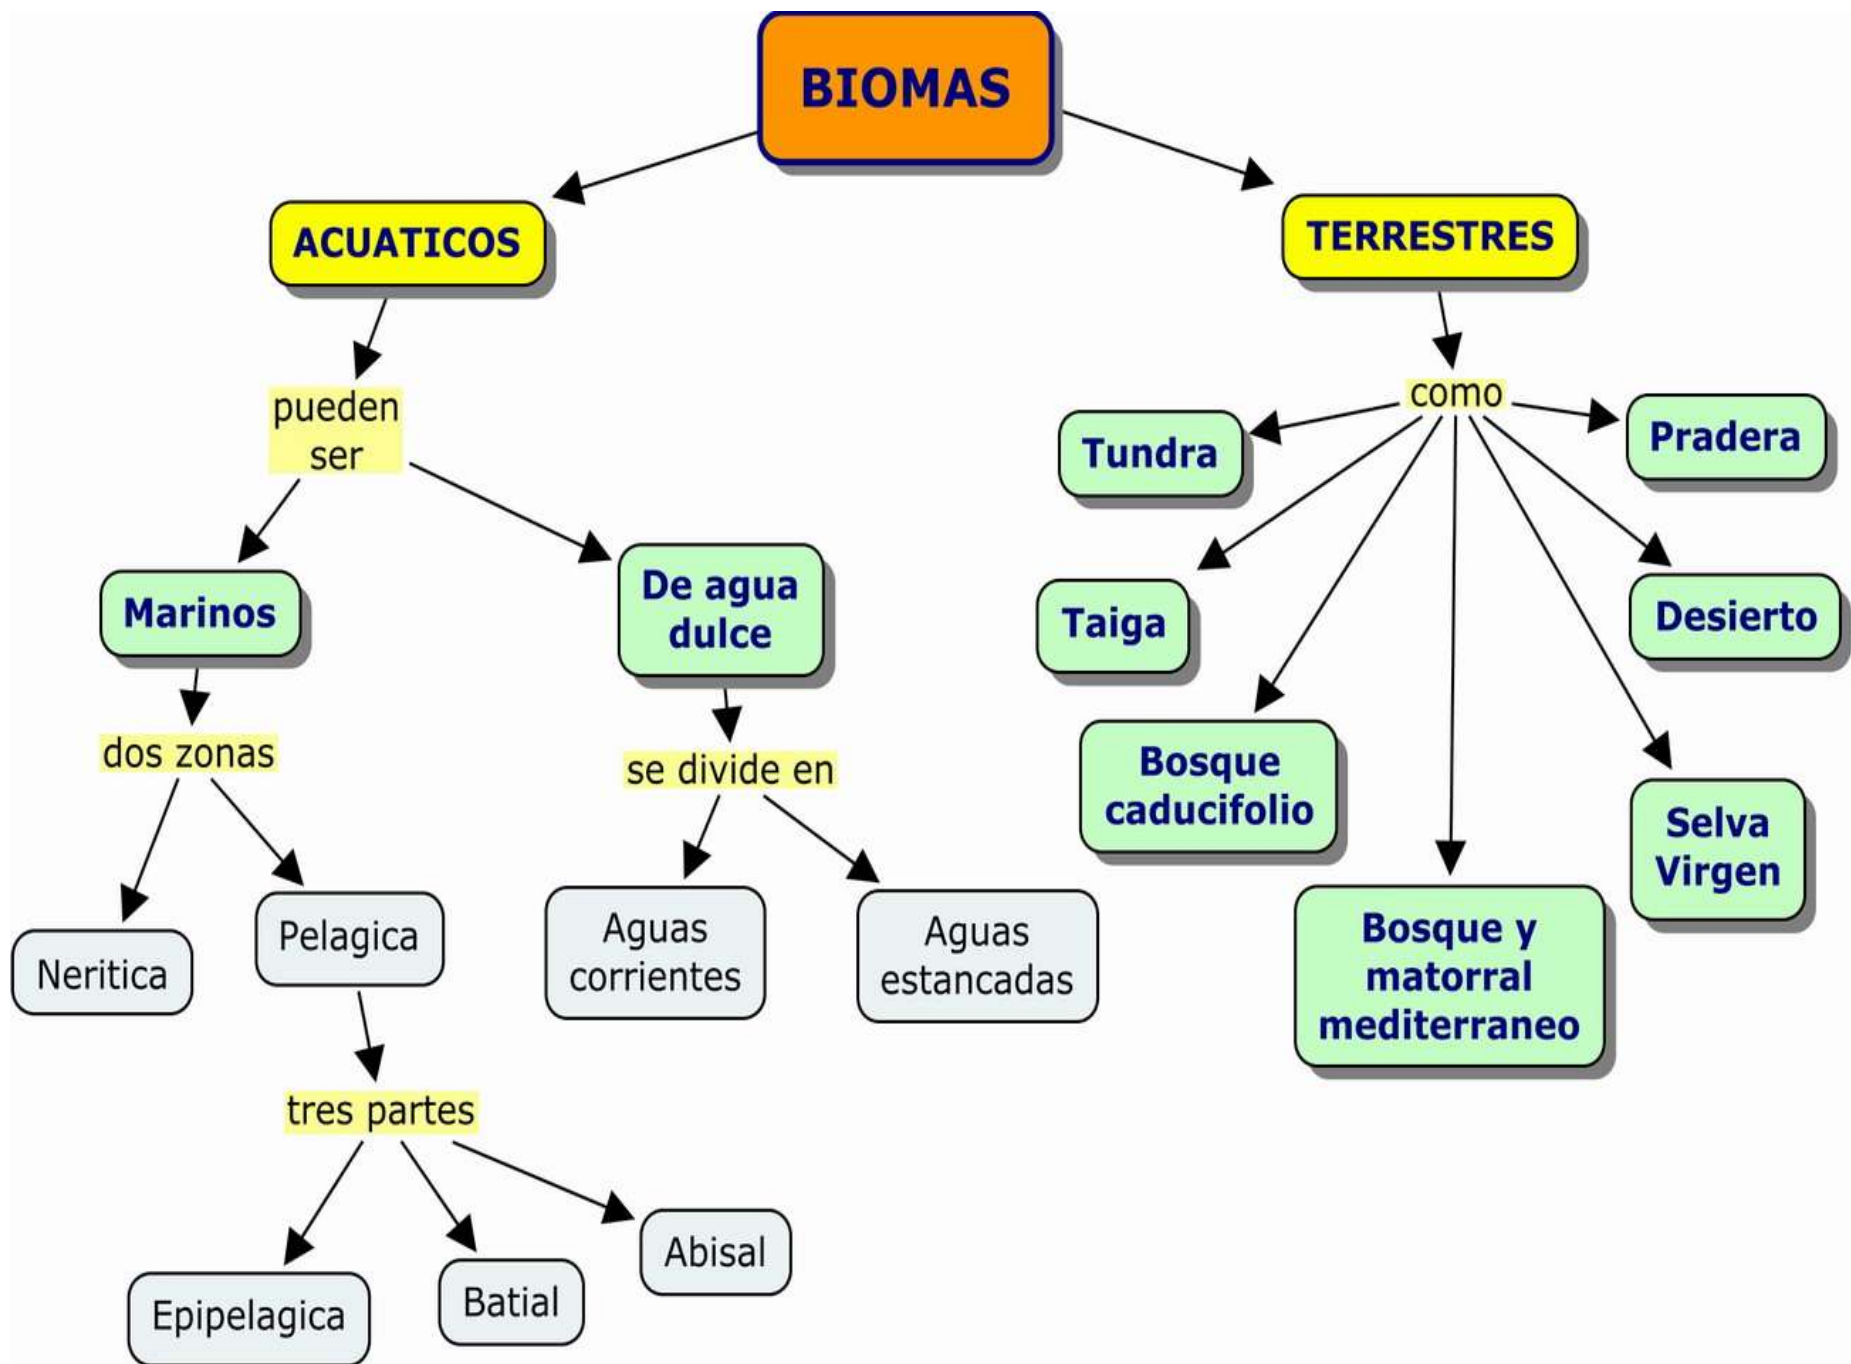 BIOMAS
ACUATICOS
TERRESTRES
pueden
ser
como
Tundra
Pradera
Marinos
De agua
dulce
Taiga
Desierto
dos zonas
se divide en
Bosque
caducifolio
Selva
Virgen
Neritica
Pelagica
Aguas
corrientes
Aguas
estancadas
Bosque y
matorral
mediterraneo
tres partes
Epipelagica
Batial
Abisal